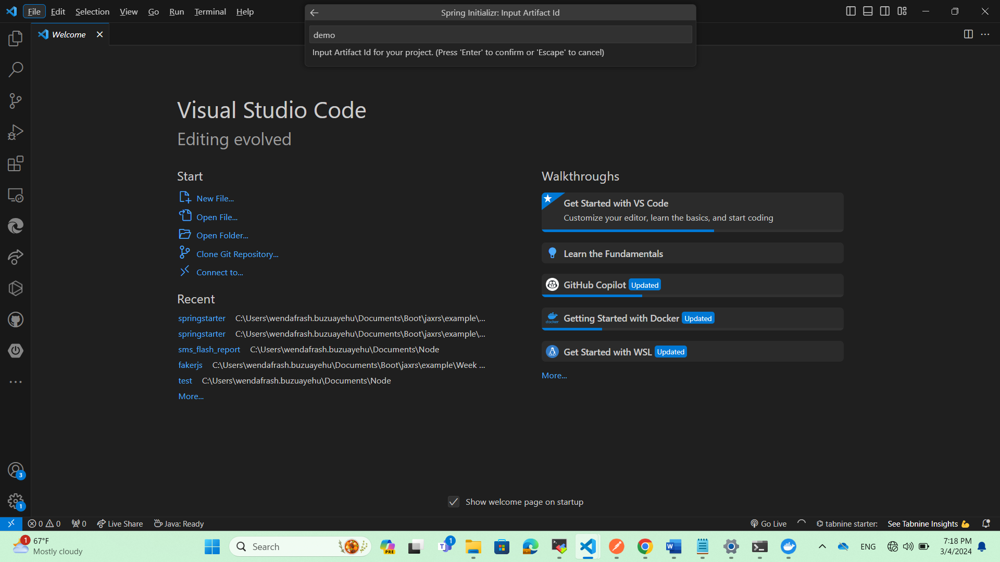 File Edit Selection View Go Run Terminal Help
Spring Initializr: Input Artifact Id
demo
Input Artifact Id for your project. (Press 'Enter' to confirm or 'Escape' to cancel)
Welcome
Visual Studio Code
Editing evolved
Start
New File...
Open File...
Open Folder...
Clone Git Repository...
Connect to...
Recent
springstarter C:\Users\wendafrash.buzuayehu\Documents\Boot\jaxrs\example\...
springstarter C:\Users\wendafrash.buzuayehu\Documents\Boot\jaxrs\example\...
sms_flash_report C:\Users\wendafrash.buzuayehu\Documents\Node
fakerjs C:\Users\wendafrash.buzuayehu\Documents\Boot\jaxrs\example\Week ...
test C:\Users\wendafrash.buzuayehu\Documents\Node
More...
Walkthroughs
Get Started with VS Code
Customize your editor, learn the basics, and start coding
Learn the Fundamentals
GitHub Copilot Updated
docker
Getting Started with Docker Updated
Get Started with WSL Updated
More...
3
1
Show welcome page on startup
0 0 0 Live Share Java: Ready
Go Live tabnine starter: See Tabnine Insights 💪
1
67°F
Mostly cloudy
Search
PRE
1
ENG
7:18 PM
3/4/2024